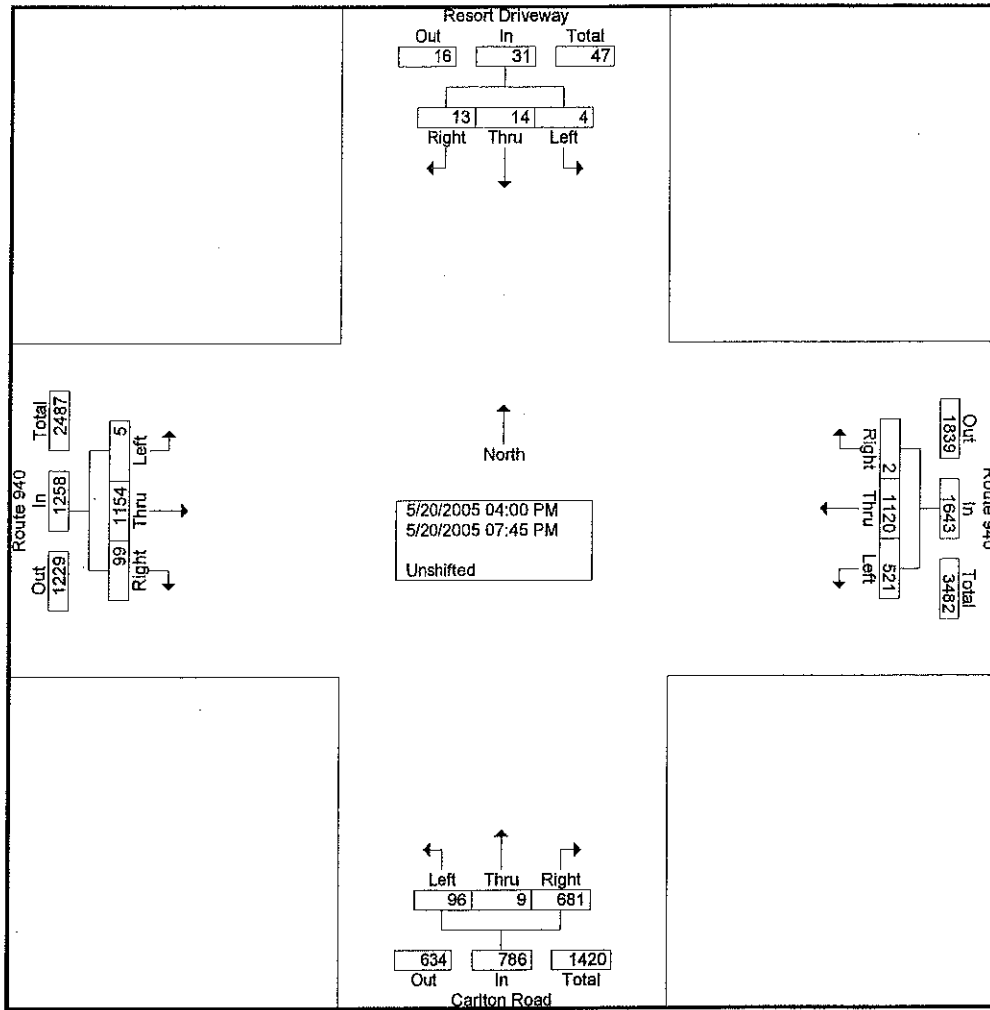 Resort Driveway
Out In Total
16 31 47
13 14 4
Right Thru Left
Route 940
Total In Out
2487 1258 1229
5 1154 99
Left Thru Right
North
5/20/2005 04:00 PM
5/20/2005 07:45 PM
Unshifted
Right Thru Left
2 1120 521
Out In Total
1839 1643 3482
Route 940
Left Thru Right
96 9 681
634 786 1420
Out In Total
Carlton Road